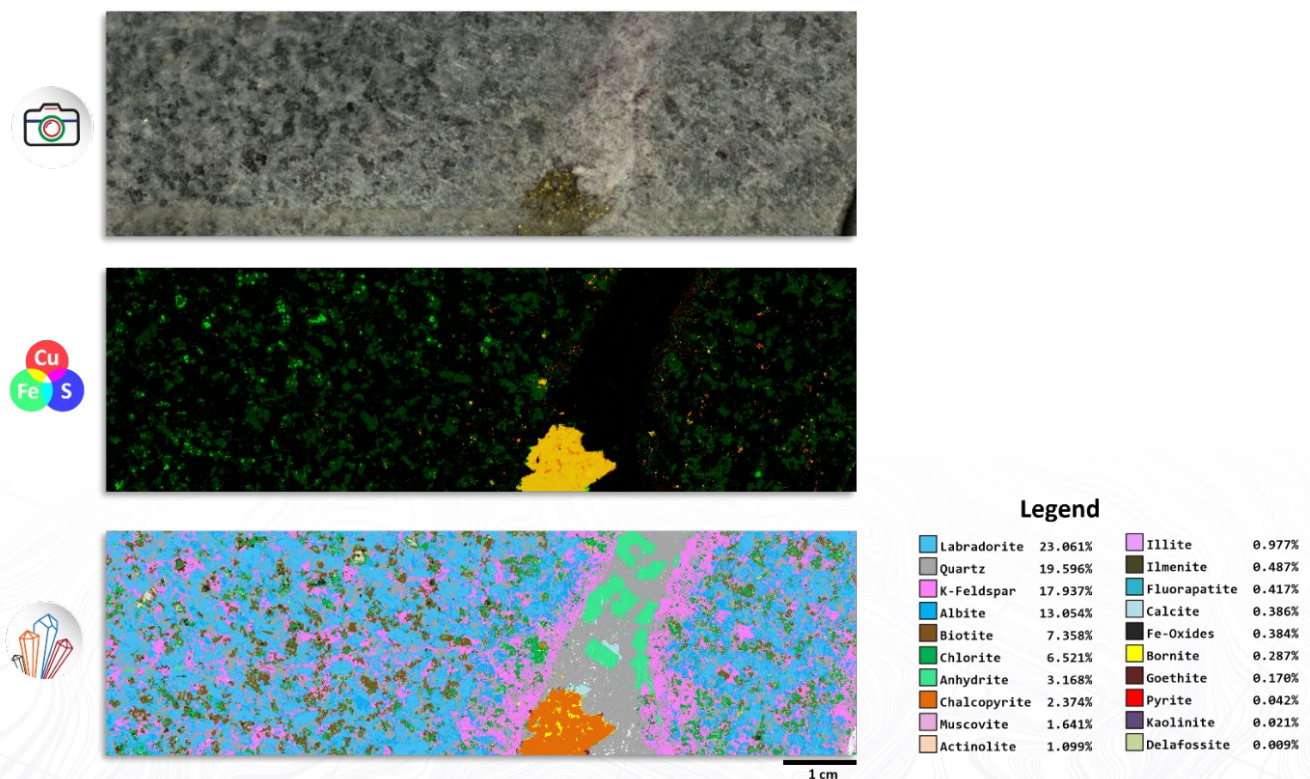 Cu
Fe S
Legend
Labradorite 23.061%
Quartz 19.596%
K-Feldspar 17.937%
Albite 13.054%
Biotite 7.358%
Chlorite 6.521%
Anhydrite 3.168%
Chalcopyrite 2.374%
Muscovite 1.641%
Actinolite 1.099%
Illite 0.977%
Ilmenite 0.487%
Fluorapatite 0.417%
Calcite 0.386%
Fe-Oxides 0.384%
Bornite 0.287%
Goethite 0.170%
Pyrite 0.042%
Kaolinite 0.021%
Delafossite 0.009%
1 cm